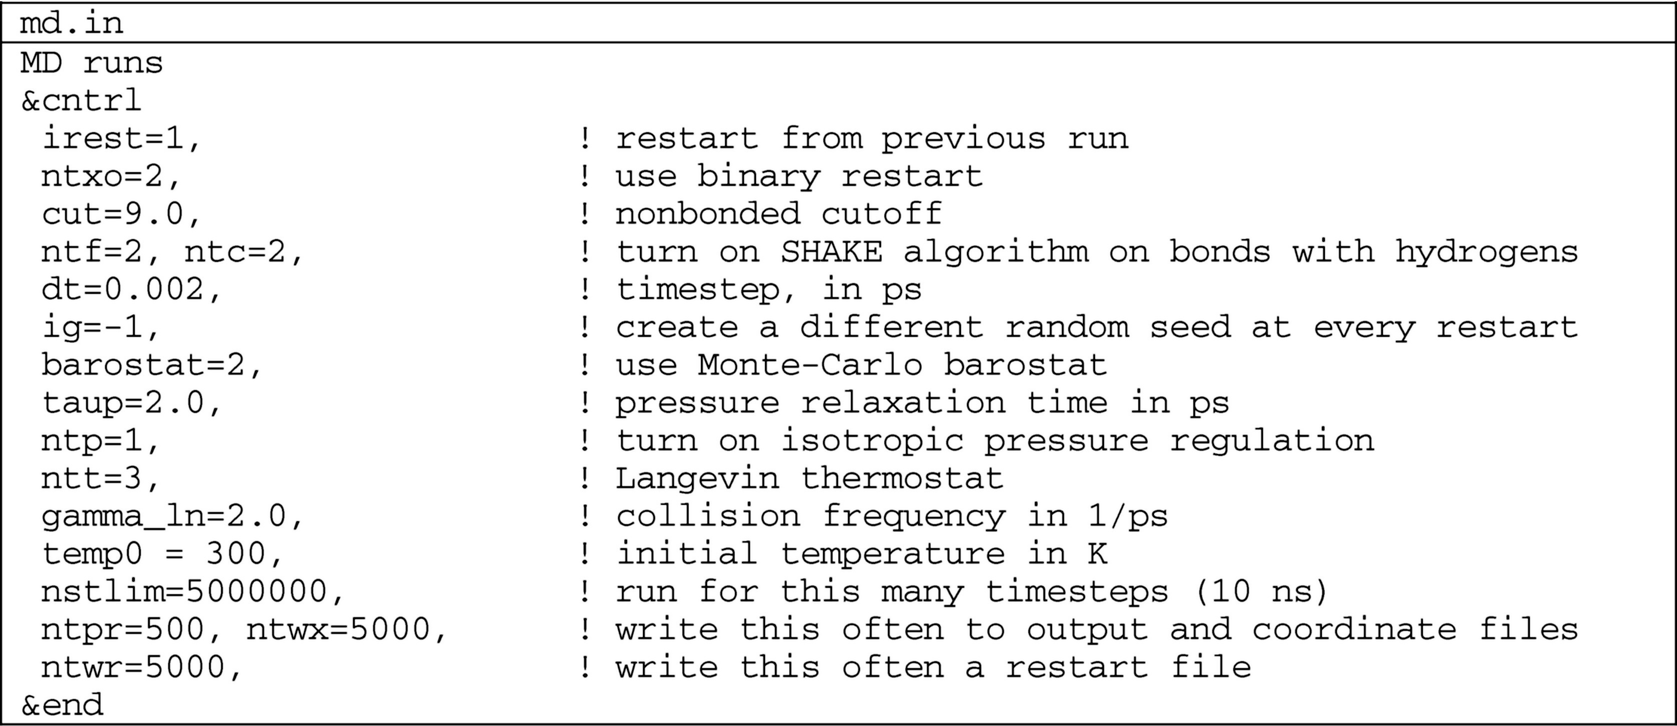 md.in
MD runs
&cntrl
irest=1, ! restart from previous run
ntxo=2, ! use binary restart
cut=9.0, ! nonbonded cutoff
ntf=2, ntc=2, ! turn on SHAKE algorithm on bonds with hydrogens
dt=0.002, ! timestep, in ps
ig=-1, ! create a different random seed at every restart
barostat=2, ! use Monte-Carlo barostat
taup=2.0, ! pressure relaxation time in ps
ntp=1, ! turn on isotropic pressure regulation
ntt=3, ! Langevin thermostat
gamma_ln=2.0, ! collision frequency in 1/ps
temp0 = 300, ! initial temperature in K
nstlim=5000000, ! run for this many timesteps (10 ns)
ntpr=500, ntwx=5000, ! write this often to output and coordinate files
ntwr=5000, ! write this often a restart file
&end